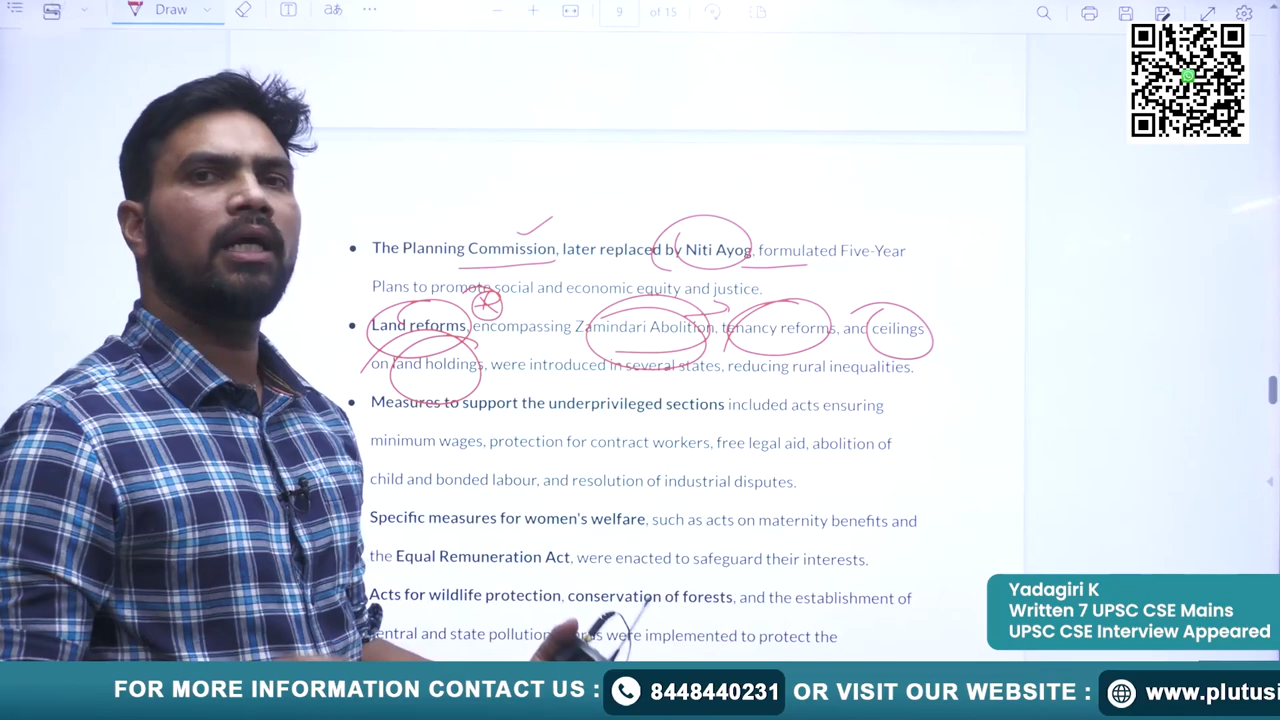 Draw
9 of 15
The Planning Commission, later replaced by Niti Ayog, formulated Five-Year
Plans to promote social and economic equity and justice.
Land reforms, encompassing Zamindari Abolition, tenancy reforms, and ceilings
on land holdings, were introduced in several states, reducing rural inequalities.
Measures to support the underprivileged sections included acts ensuring
minimum wages, protection for contract workers, free legal aid, abolition of
child and bonded labour, and resolution of industrial disputes.
Specific measures for women's welfare, such as acts on maternity benefits and
the Equal Remuneration Act, were enacted to safeguard their interests.
Acts for wildlife protection, conservation of forests, and the establishment of
central and state pollution were implemented to protect the
Yadagiri K
Written 7 UPSC CSE Mains
UPSC CSE Interview Appeared
FOR MORE INFORMATION CONTACT US : 8448440231 OR VISIT OUR WEBSITE : www.plutusi